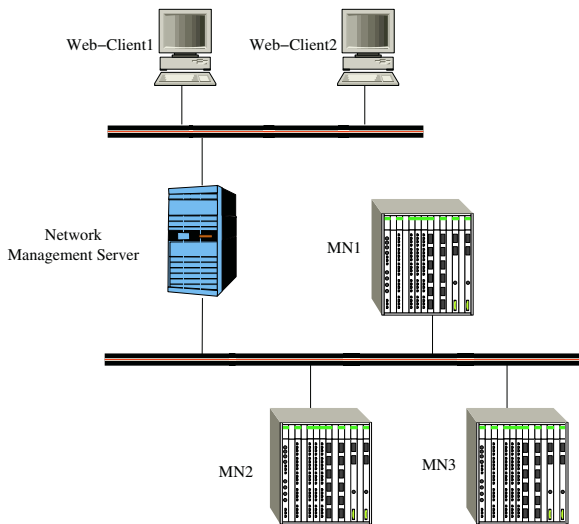 Web−Client1
Web−Client2
Network
Management Server
MN1
MN2
MN3